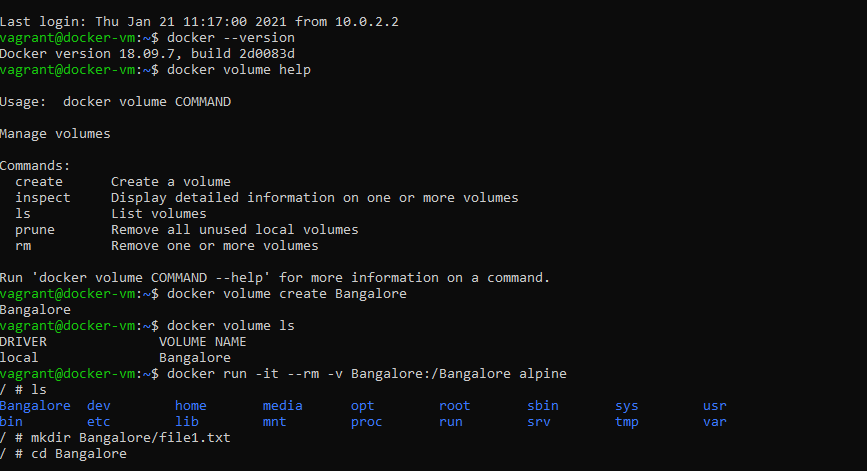 Last login: Thu Jan 21 11:17:00 2021 from 10.0.2.2
vagrant@docker-vm:~$ docker --version
Docker version 18.09.7, build 2d0083d
vagrant@docker-vm:~$ docker volume help
Usage:  docker volume COMMAND
Manage volumes
Commands:
  create      Create a volume
  inspect     Display detailed information on one or more volumes
  ls          List volumes
  prune       Remove all unused local volumes
  rm          Remove one or more volumes
Run 'docker volume COMMAND --help' for more information on a command.
vagrant@docker-vm:~$ docker volume create Bangalore
Bangalore
vagrant@docker-vm:~$ docker volume ls
DRIVER              VOLUME NAME
local               Bangalore
vagrant@docker-vm:~$ docker run -it --rm -v Bangalore:/Bangalore alpine
/ # ls
Bangalore  dev        home       media      opt        root       sbin       sys        usr
bin        etc        lib        mnt        proc       run        srv        tmp        var
/ # mkdir Bangalore/file1.txt
/ # cd Bangalore